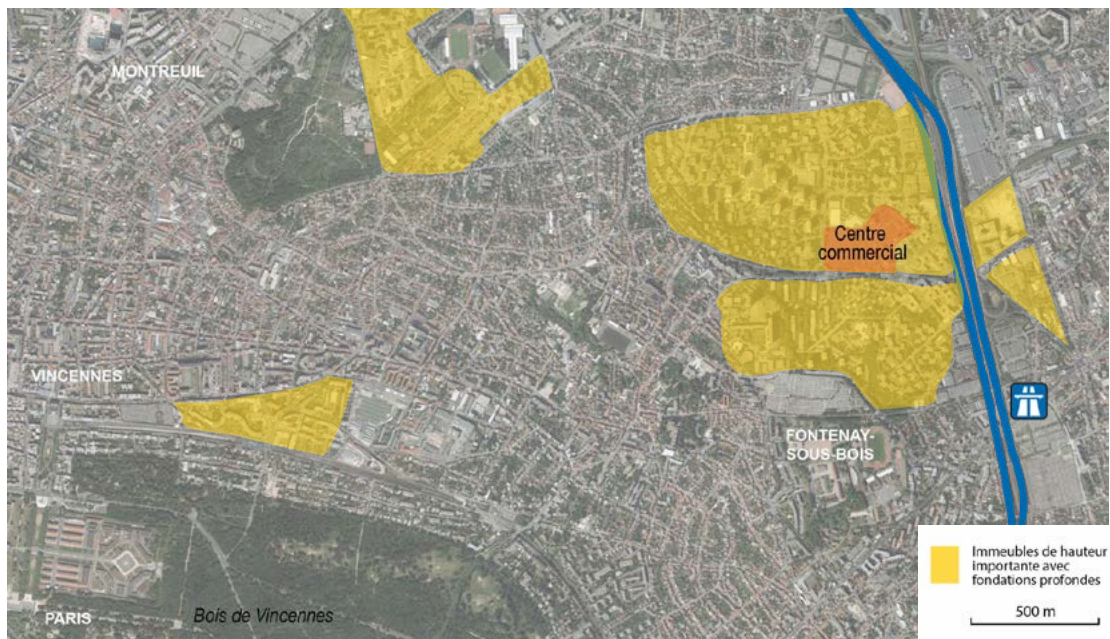 MONTREUIL
Centre
commercial
VINCENNES
FONTENAY-
SOUS-BOIS
Bois de Vincennes
PARIS
Immeubles de hauteur
importante avec
fondations profondes
500 m